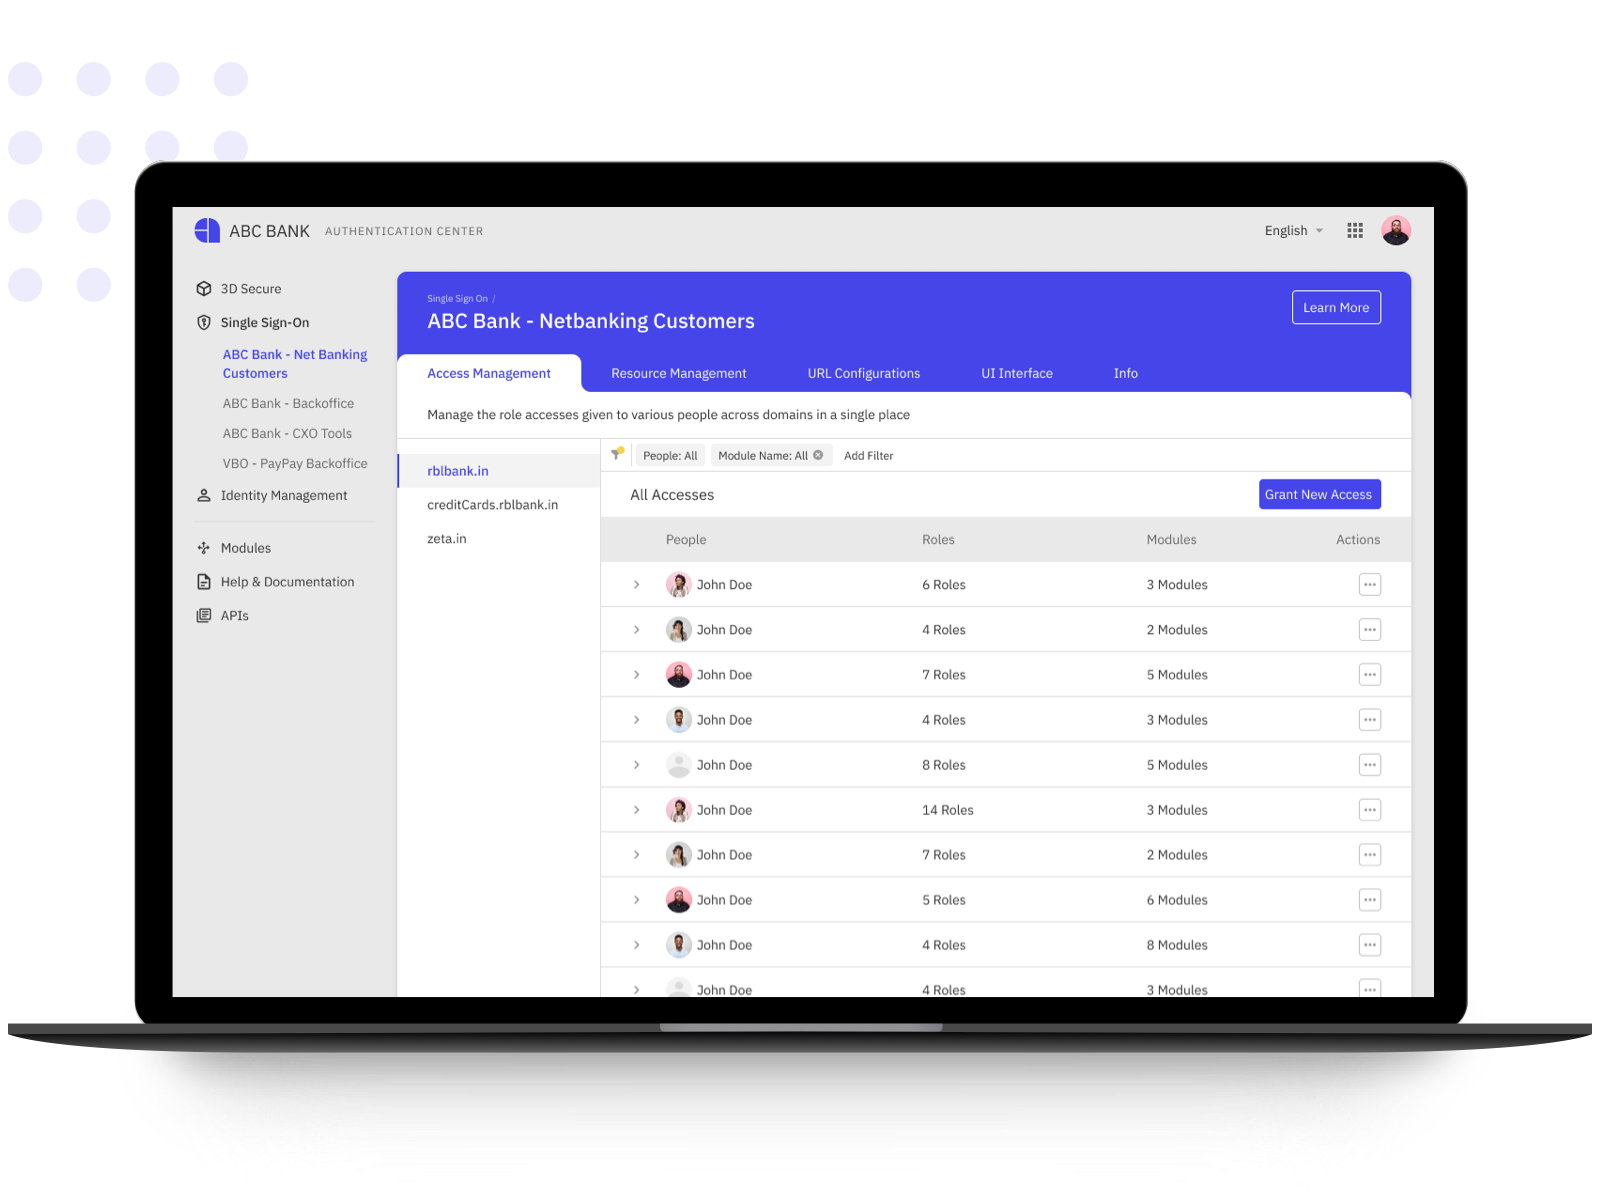 ABC BANK AUTHENTICATION CENTER
English
3D Secure
Single Sign-On
ABC Bank - Net Banking
Customers
ABC Bank - Backoffice
ABC Bank - CXO Tools
VBO - PayPay Backoffice
Identity Management
Modules
Help & Documentation
APIs
Single Sign On /
ABC Bank - Netbanking Customers
Learn More
Access Management Resource Management URL Configurations UI Interface Info
Manage the role accesses given to various people across domains in a single place
rblbank.in
creditCards.rblbank.in
zeta.in
People: All Module Name: All Add Filter
All Accesses Grant New Access
People Roles Modules Actions
John Doe 6 Roles 3 Modules
John Doe 4 Roles 2 Modules
John Doe 7 Roles 5 Modules
John Doe 4 Roles 3 Modules
John Doe 8 Roles 5 Modules
John Doe 14 Roles 3 Modules
John Doe 7 Roles 2 Modules
John Doe 5 Roles 6 Modules
John Doe 4 Roles 8 Modules
John Doe 4 Roles 3 Modules